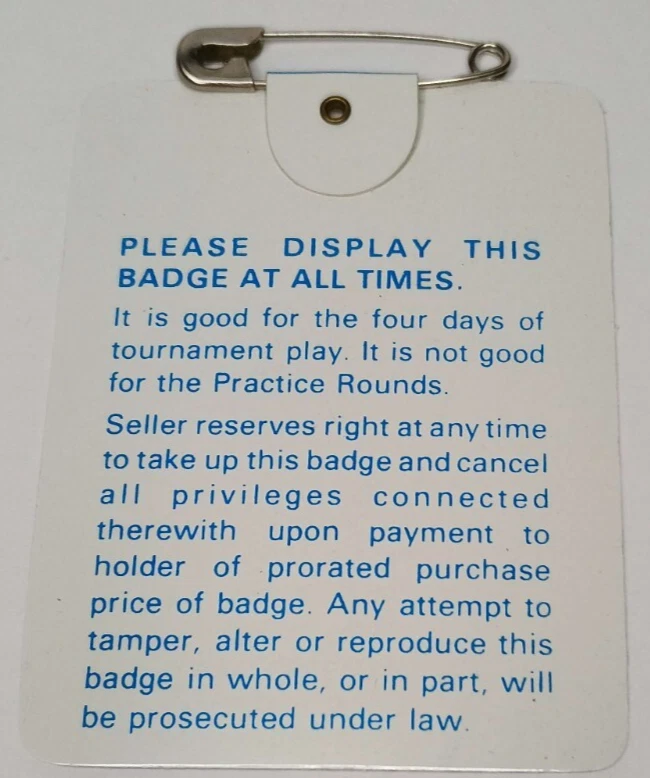 PLEASE DISPLAY THIS
BADGE AT ALL TIMES.
It is good for the four days of
tournament play. It is not good
for the Practice Rounds.
Seller reserves right at any time
to take up this badge and cancel
all privileges connected
therewith upon payment to
holder of prorated purchase
price of badge. Any attempt to
tamper, alter or reproduce this
badge in whole, or in part, will
be prosecuted under law.